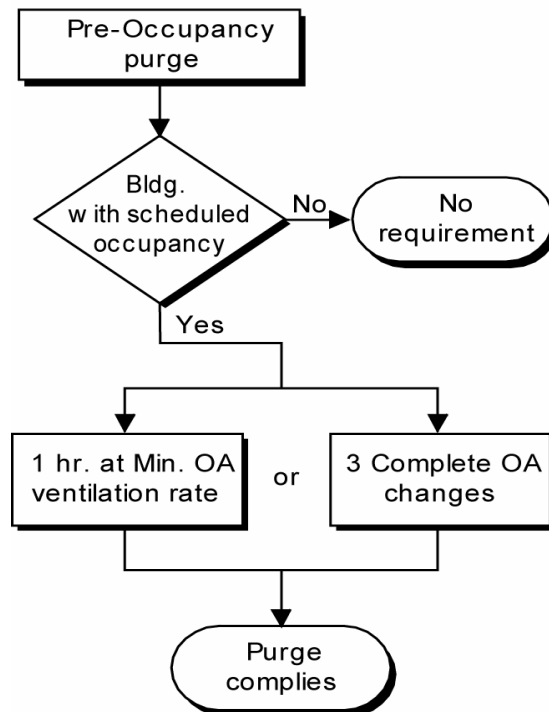 Pre-Occupancy
purge
Bldg.
with scheduled
occupancy
No
No
requirement
Yes
1 hr. at Min. OA
ventilation rate
or
3 Complete OA
changes
Purge
complies